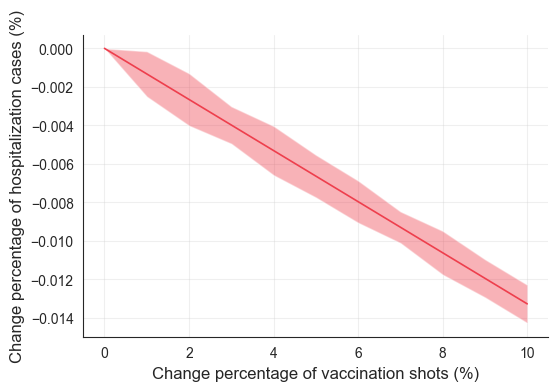 Change percentage of hospitalization cases (%)
0.000
−0.002
−0.004
−0.006
−0.008
−0.010
−0.012
−0.014
0 2 4 6 8 10
Change percentage of vaccination shots (%)